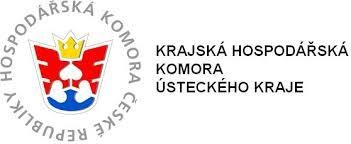 HOSPODÁŘSKÁ KOMORA ČESKÉ REPUBLIKY
KRAJSKÁ HOSPODÁŘSKÁ
KOMORA
ÚSTECKÉHO KRAJE